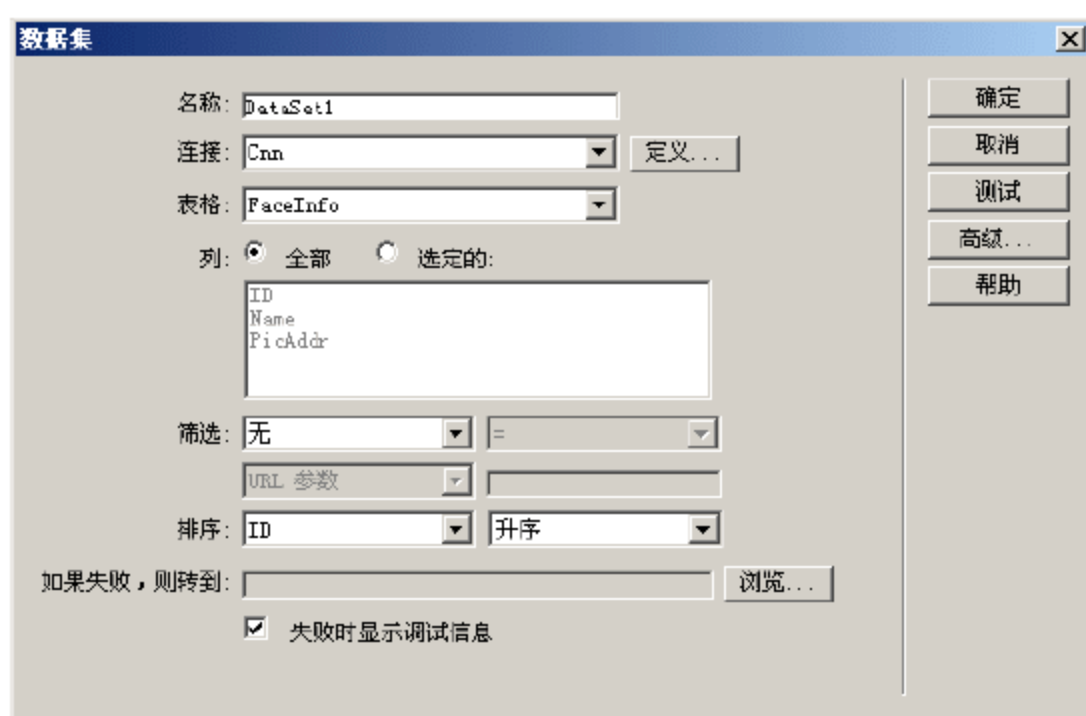 数据集
名称: DataSet1
连接: Cnn 定义...
表格: FaceInfo
列: 全部 选定的:
ID
Name
PicAddr
筛选: 无 =
URL 参数
排序: ID 升序
如果失败，则转到: 浏览...
失败时显示调试信息
确定
取消
测试
高级...
帮助